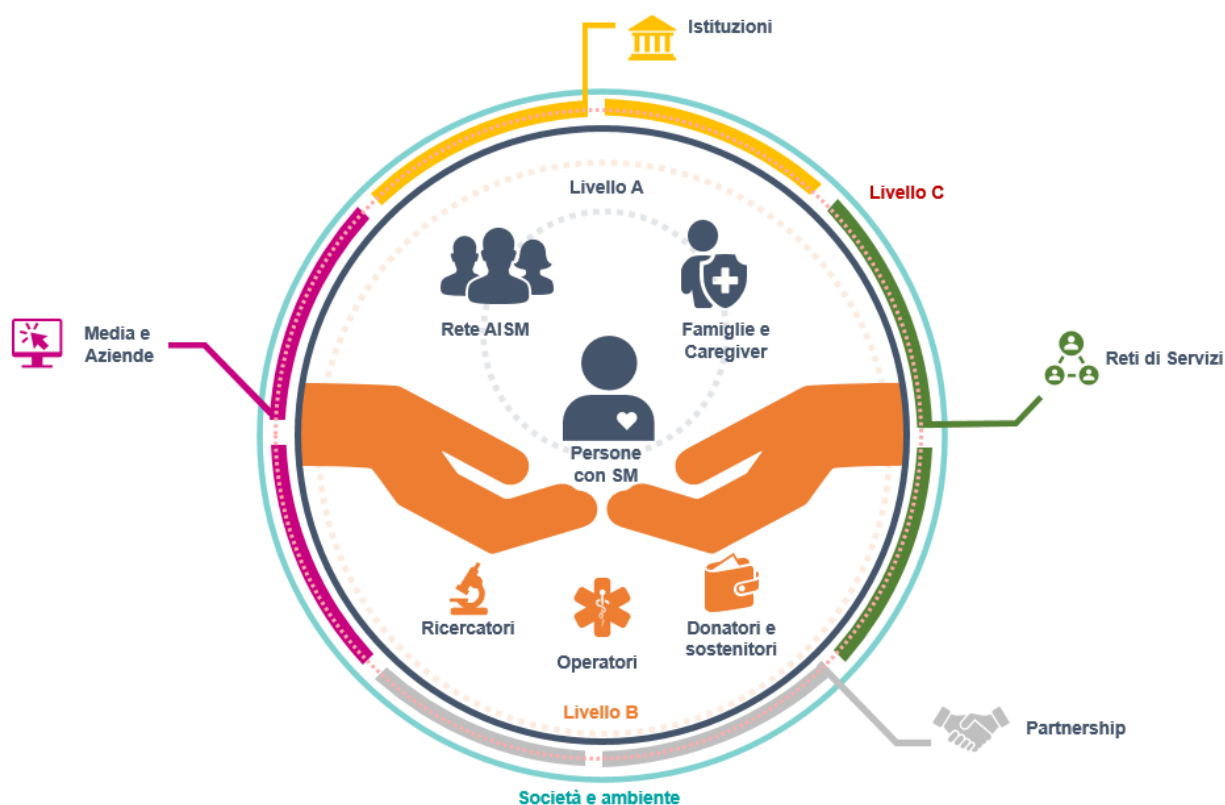 Istituzioni
Livello A
Livello C
Rete AISM
Famiglie e
Caregiver
Media e
Aziende
Reti di Servizi
Persone
con SM
Ricercatori
Operatori
Donatori e
sostenitori
Livello B
Partnership
Società e ambiente